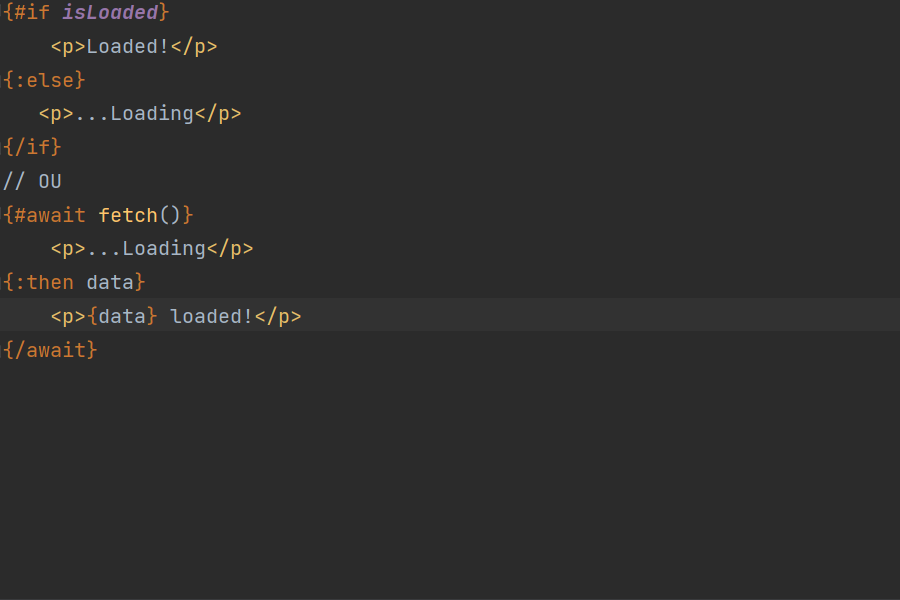 {#if isLoaded}
    <p>Loaded!</p>
{:else}
   <p>...Loading</p>
{/if}
// OU
{#await fetch()}
    <p>...Loading</p>
{:then data}
    <p>{data} loaded!</p>
{/await}